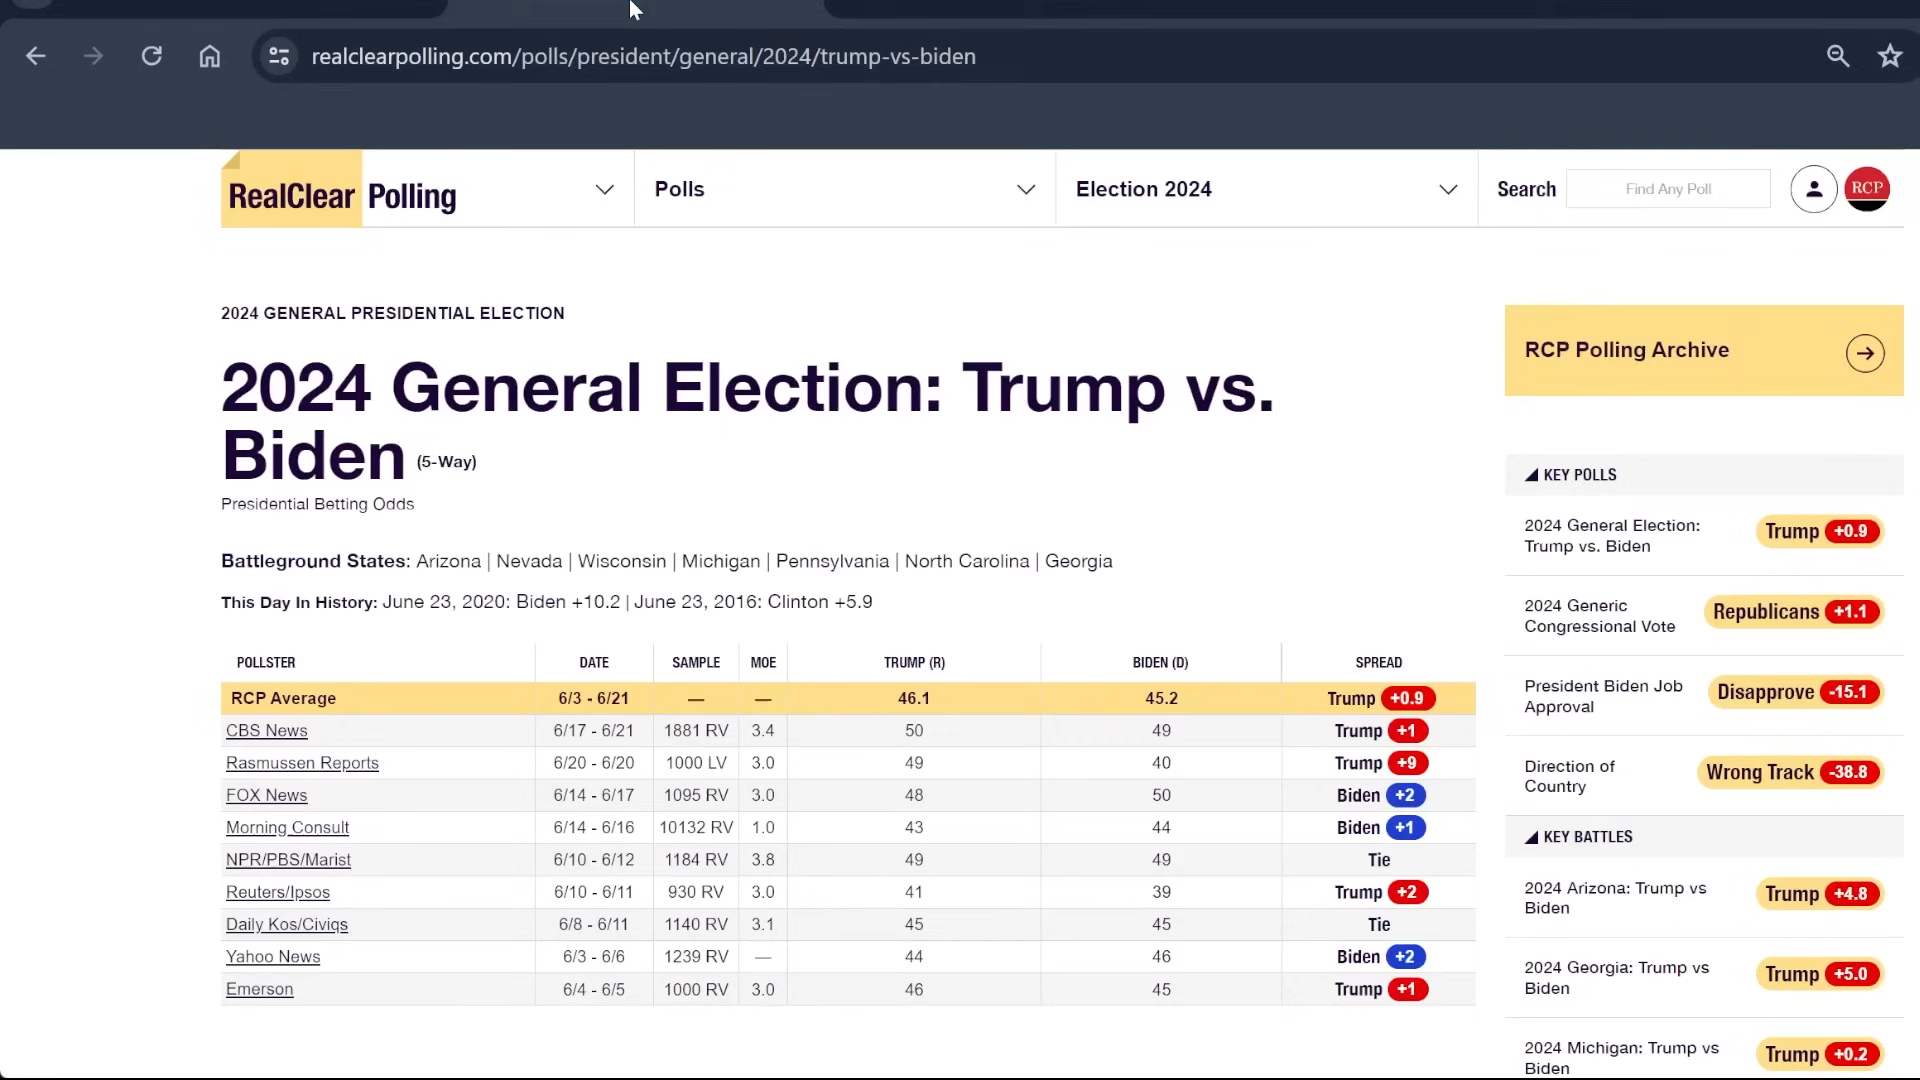 realclearpolling.com/polls/president/general/2024/trump-vs-biden
RealClear Polling
Polls
Election 2024
Search
Find Any Poll
RCP
2024 GENERAL PRESIDENTIAL ELECTION
2024 General Election: Trump vs.
Biden (5-Way)
Presidential Betting Odds
Battleground States: Arizona | Nevada | Wisconsin | Michigan | Pennsylvania | North Carolina | Georgia
This Day In History: June 23, 2020: Biden +10.2 | June 23, 2016: Clinton +5.9
POLLSTER DATE SAMPLE MOE TRUMP (R) BIDEN (D) SPREAD
RCP Average 6/3 - 6/21 — — 46.1 45.2 Trump +0.9
CBS News 6/17 - 6/21 1881 RV 3.4 50 49 Trump +1
Rasmussen Reports 6/20 - 6/20 1000 LV 3.0 49 40 Trump +9
FOX News 6/14 - 6/17 1095 RV 3.0 48 50 Biden +2
Morning Consult 6/14 - 6/16 10132 RV 1.0 43 44 Biden +1
NPR/PBS/Marist 6/10 - 6/12 1184 RV 3.8 49 49 Tie
Reuters/Ipsos 6/10 - 6/11 930 RV 3.0 41 39 Trump +2
Daily Kos/Civiqs 6/8 - 6/11 1140 RV 3.1 45 45 Tie
Yahoo News 6/3 - 6/6 1239 RV — 44 46 Biden +2
Emerson 6/4 - 6/5 1000 RV 3.0 46 45 Trump +1
RCP Polling Archive
KEY POLLS
2024 General Election:
Trump vs. Biden
Trump +0.9
2024 Generic
Congressional Vote
Republicans +1.1
President Biden Job
Approval
Disapprove -15.1
Direction of
Country
Wrong Track -38.8
KEY BATTLES
2024 Arizona: Trump vs
Biden
Trump +4.8
2024 Georgia: Trump vs
Biden
Trump +5.0
2024 Michigan: Trump vs
Biden
Trump +0.2